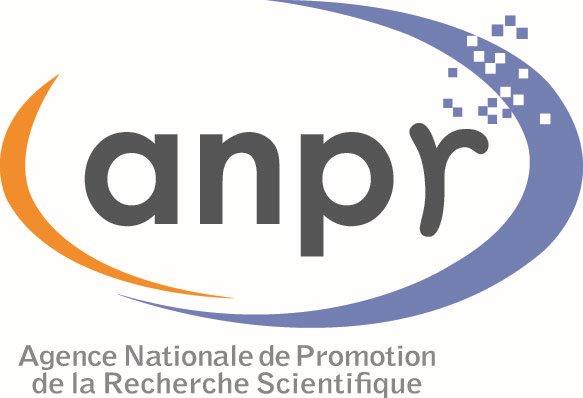 anpr
Agence Nationale de Promotion
de la Recherche Scientifique